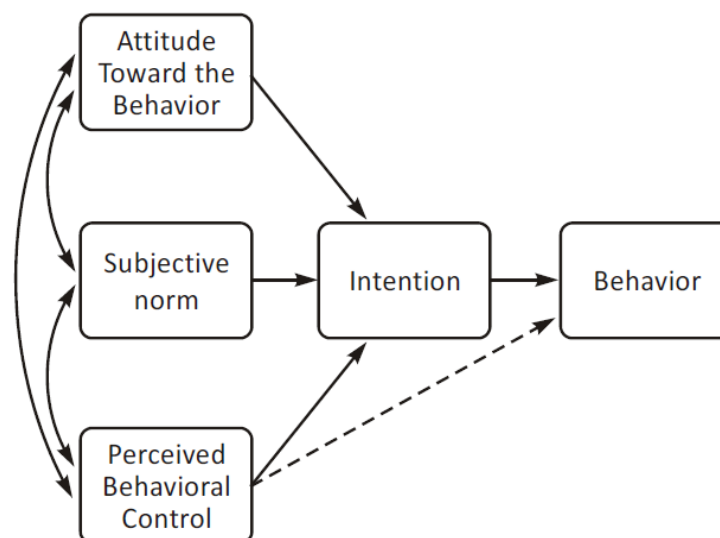 Attitude
Toward the
Behavior
Subjective
norm
Intention
Behavior
Perceived
Behavioral
Control